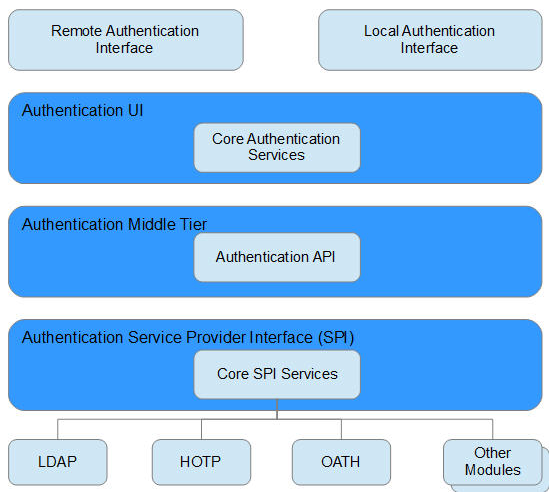 Remote Authentication
Interface
Local Authentication
Interface
Authentication UI
Core Authentication
Services
Authentication Middle Tier
Authentication API
Authentication Service Provider Interface (SPI)
Core SPI Services
LDAP
HOTP
OATH
Other
Modules